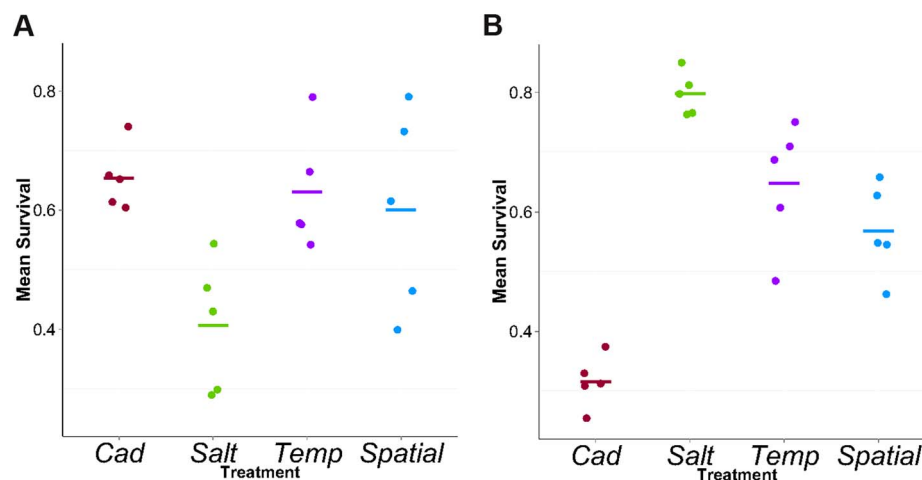 A
Mean Survival
0.8
0.6
0.4
Cad Salt Temp Spatial
Treatment
B
Mean Survival
0.8
0.6
0.4
Cad Salt Temp Spatial
Treatment